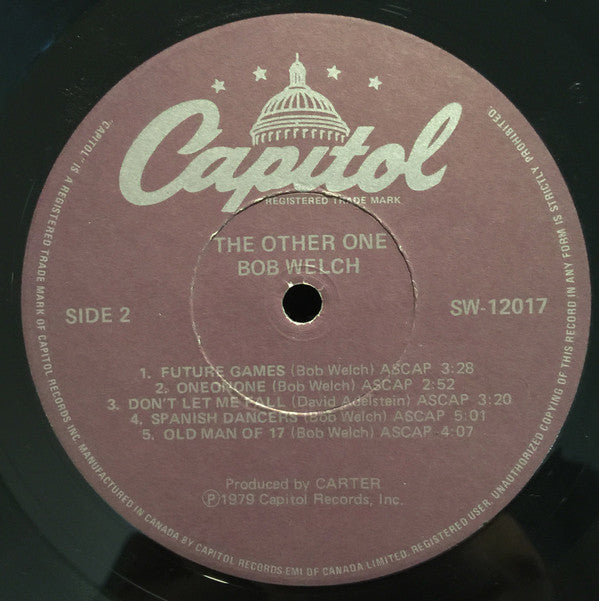 Capitol
REGISTERED TRADE MARK
THE OTHER ONE
BOB WELCH
SIDE 2
SW-12017
1. FUTURE GAMES (Bob Welch) ASCAP 3:28
2. ONEONONE (Bob Welch) ASCAP 2:52
3. DON'T LET ME FALL (David Adelstein) ASCAP 3:20
4. SPANISH DANCERS (Bob Welch) ASCAP 5:01
5. OLD MAN OF 17 (Bob Welch) ASCAP 4:07
Produced by CARTER
Ⓟ1979 Capitol Records, Inc.
"CAPITOL" IS A REGISTERED TRADE MARK OF CAPITOL RECORDS INC. MANUFACTURED IN CANADA BY CAPITOL RECORDS-EMI OF CANADA LIMITED. REGISTERED USER. UNAUTHORIZED COPYING OF THIS RECORD IN ANY FORM IS STRICTLY PROHIBITED.